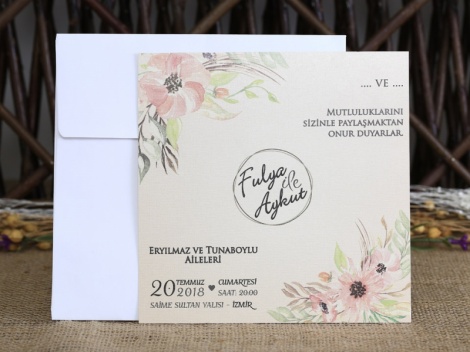 .... VE ....
MUTLULUKLARINI
SİZİNLE PAYLAŞMAKTAN
ONUR DUYARLAR.
Fulya
ile
Aykut
ERYILMAZ VE TUNABOYLU
AİLELERİ
20 TEMMUZ 2018 ♥ CUMARTESİ SAAT: 20:00
SAİME SULTAN YALISI - İZMİR